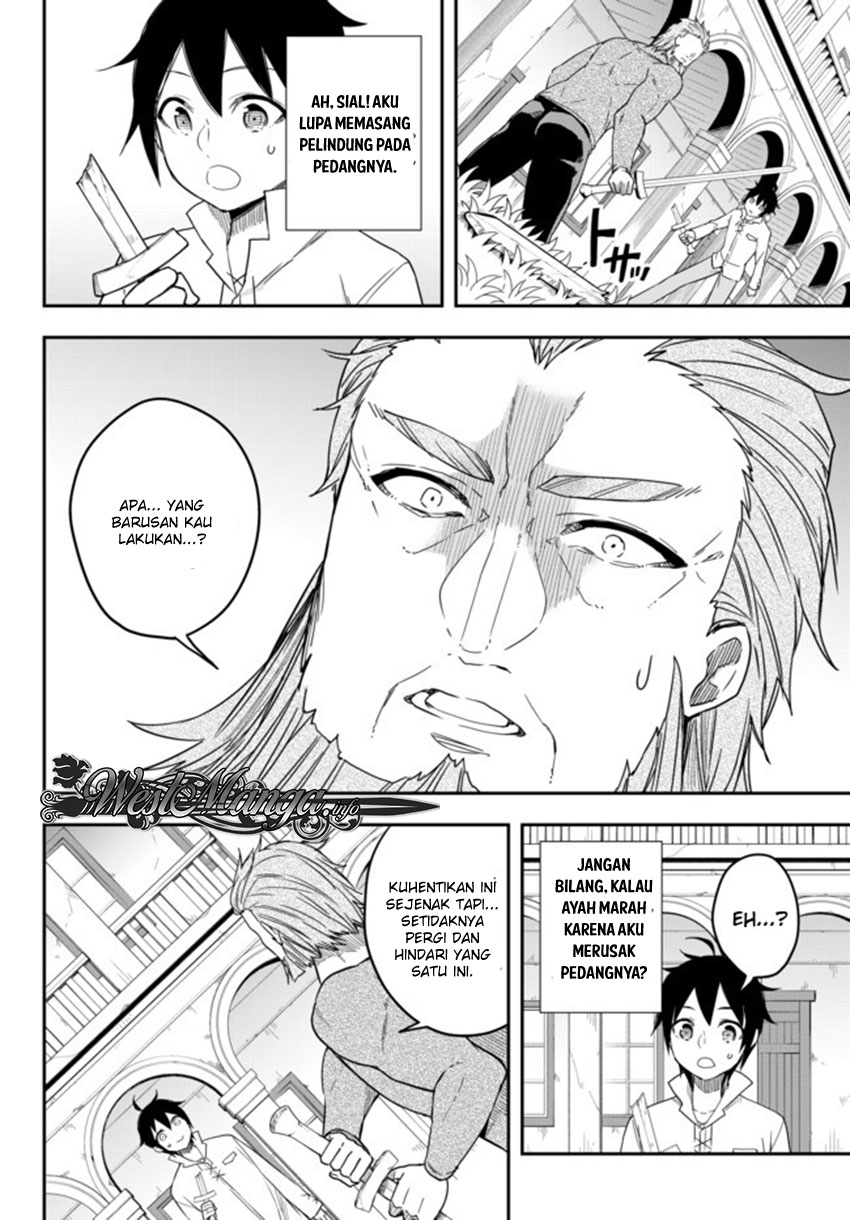 AH, SIAL! AKU
LUPA MEMASANG
PELINDUNG PADA
PEDANGNYA.
トサッ
APA... YANG
BARUSAN KAU
LAKUKAN...?
WestManga.info
EH...?
JANGAN
BILANG, KALAU
AYAH MARAH
KARENA AKU
MERUSAK
PEDANGNYA?
KUHENTIKAN INI
SEJENAK TAPI...
SETIDAKNYA
PERGI DAN
HINDARI YANG
SATU INI.